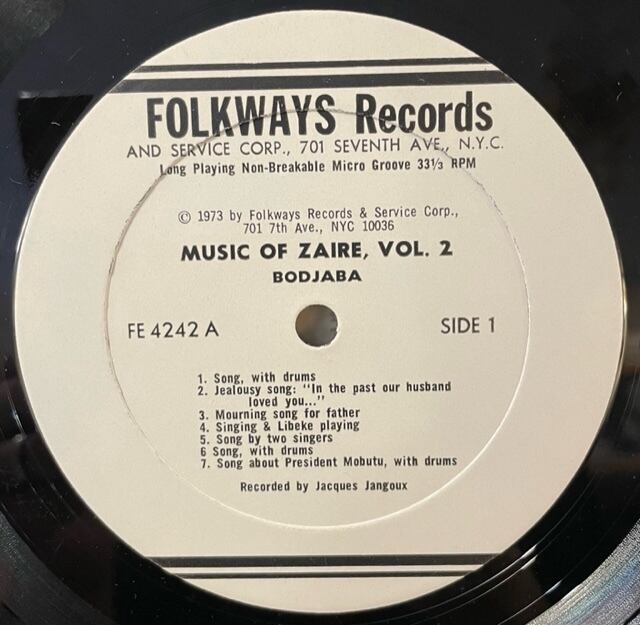 FOLKWAYS Records
AND SERVICE CORP., 701 SEVENTH AVE., N.Y.C.
Long Playing Non-Breakable Micro Groove 33⅓ RPM
© 1973 by Folkways Records & Service Corp.,
701 7th Ave., NYC 10036
MUSIC OF ZAIRE, VOL. 2
BODJABA
FE 4242 A
SIDE 1
1. Song, with drums
2. Jealousy song: "In the past our husband
loved you..."
3. Mourning song for father
4. Singing & Libeke playing
5. Song by two singers
6 Song, with drums
7. Song about President Mobutu, with drums
Recorded by Jacques Jangoux